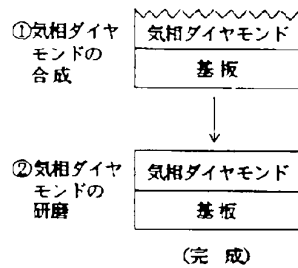 ①気相ダイヤ
モンドの
合成
気相ダイヤモンド
基板
②気相ダイヤ
モンドの
研磨
気相ダイヤモンド
基板
(完 成)